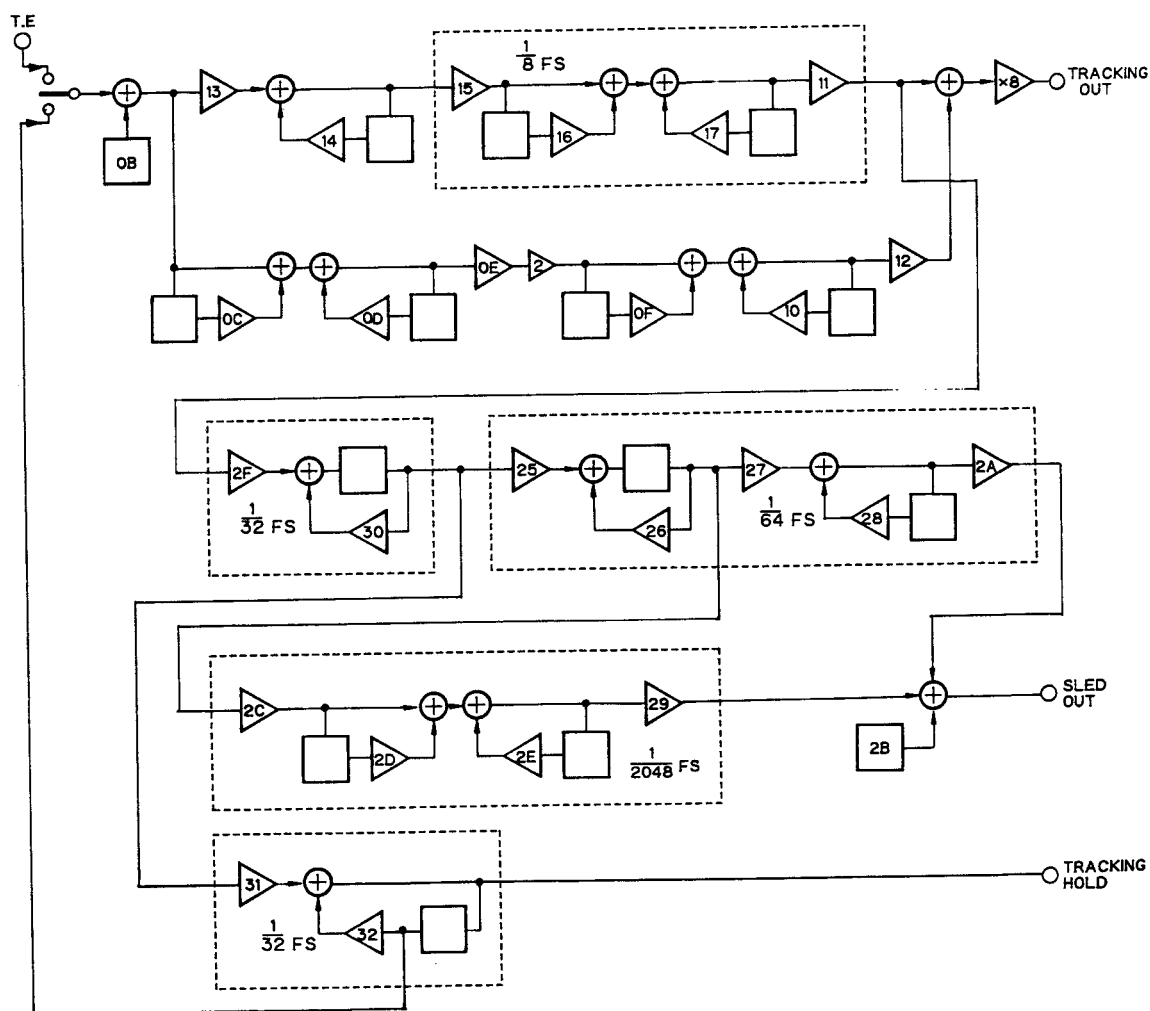 T.E
1/8 FS
13
15
11
×8
TRACKING
OUT
14
16
17
0B
0E
2
12
0C
0D
0F
10
2F
25
27
2A
1/32 FS
30
26
1/64 FS
28
2C
29
SLED
OUT
2D
2E
1/2048 FS
2B
31
TRACKING
HOLD
1/32 FS
32